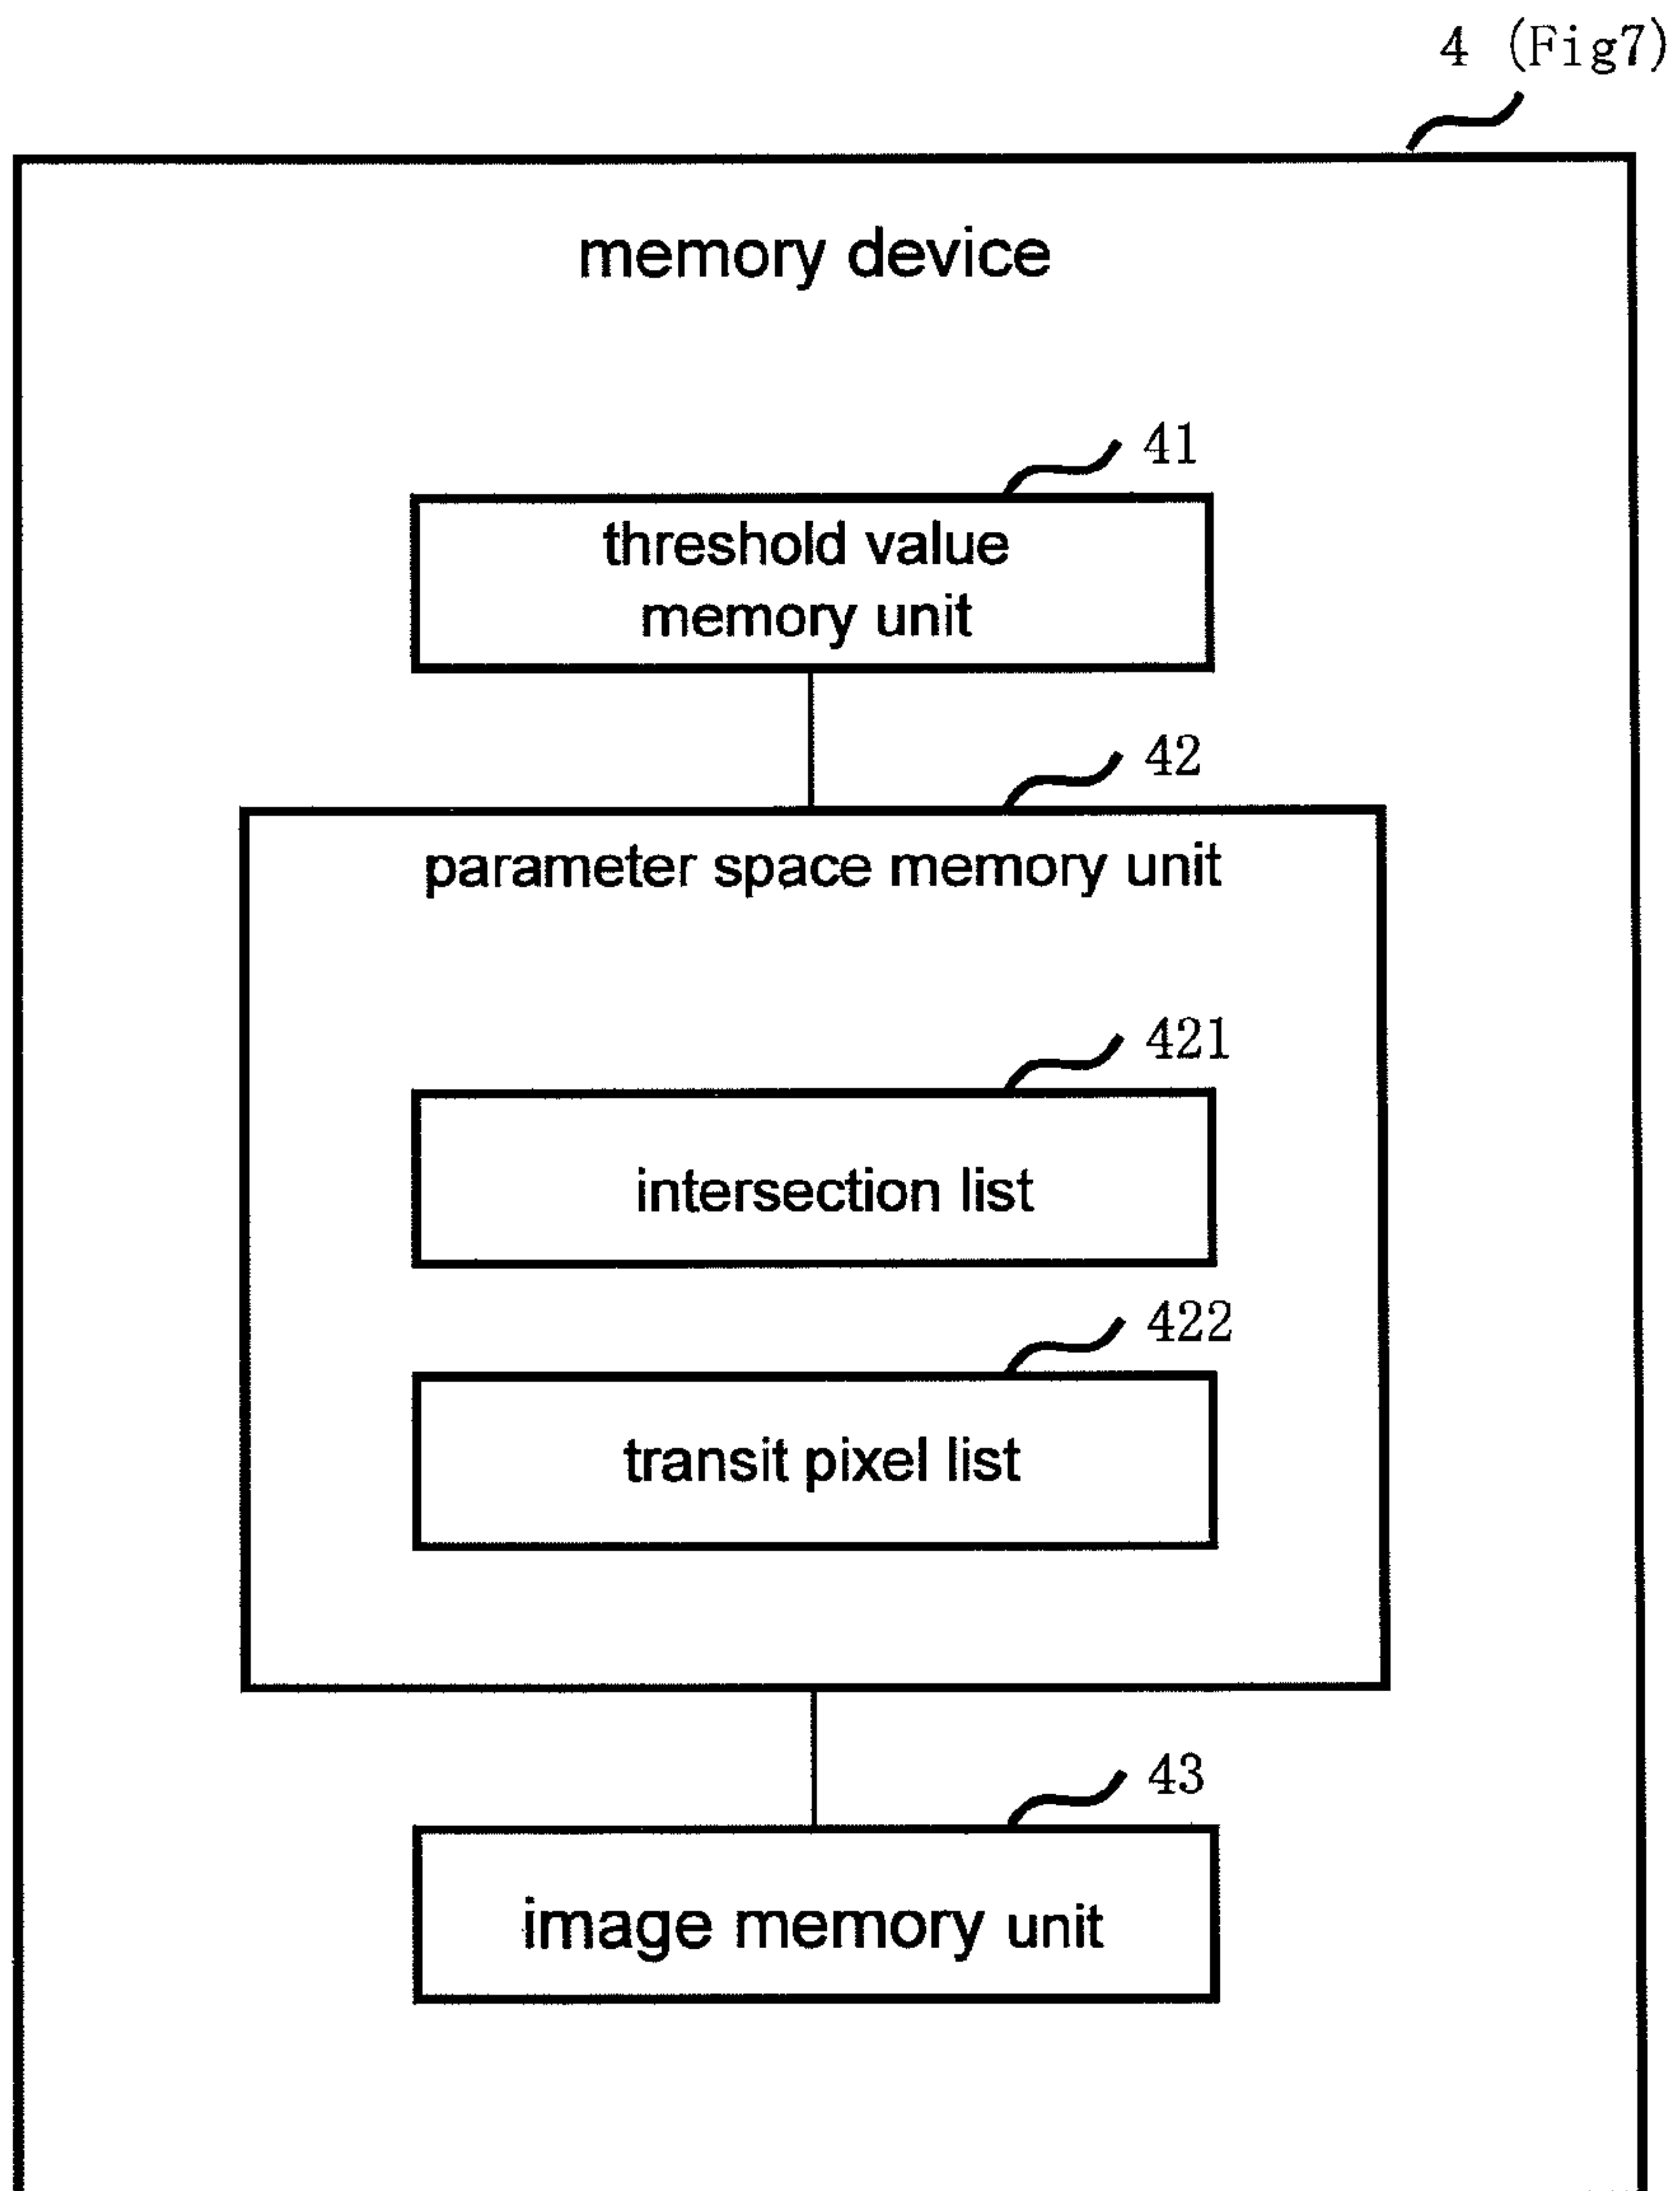 4 (Fig7)
memory device
41
threshold value
memory unit
42
parameter space memory unit
421
intersection list
422
transit pixel list
43
image memory unit